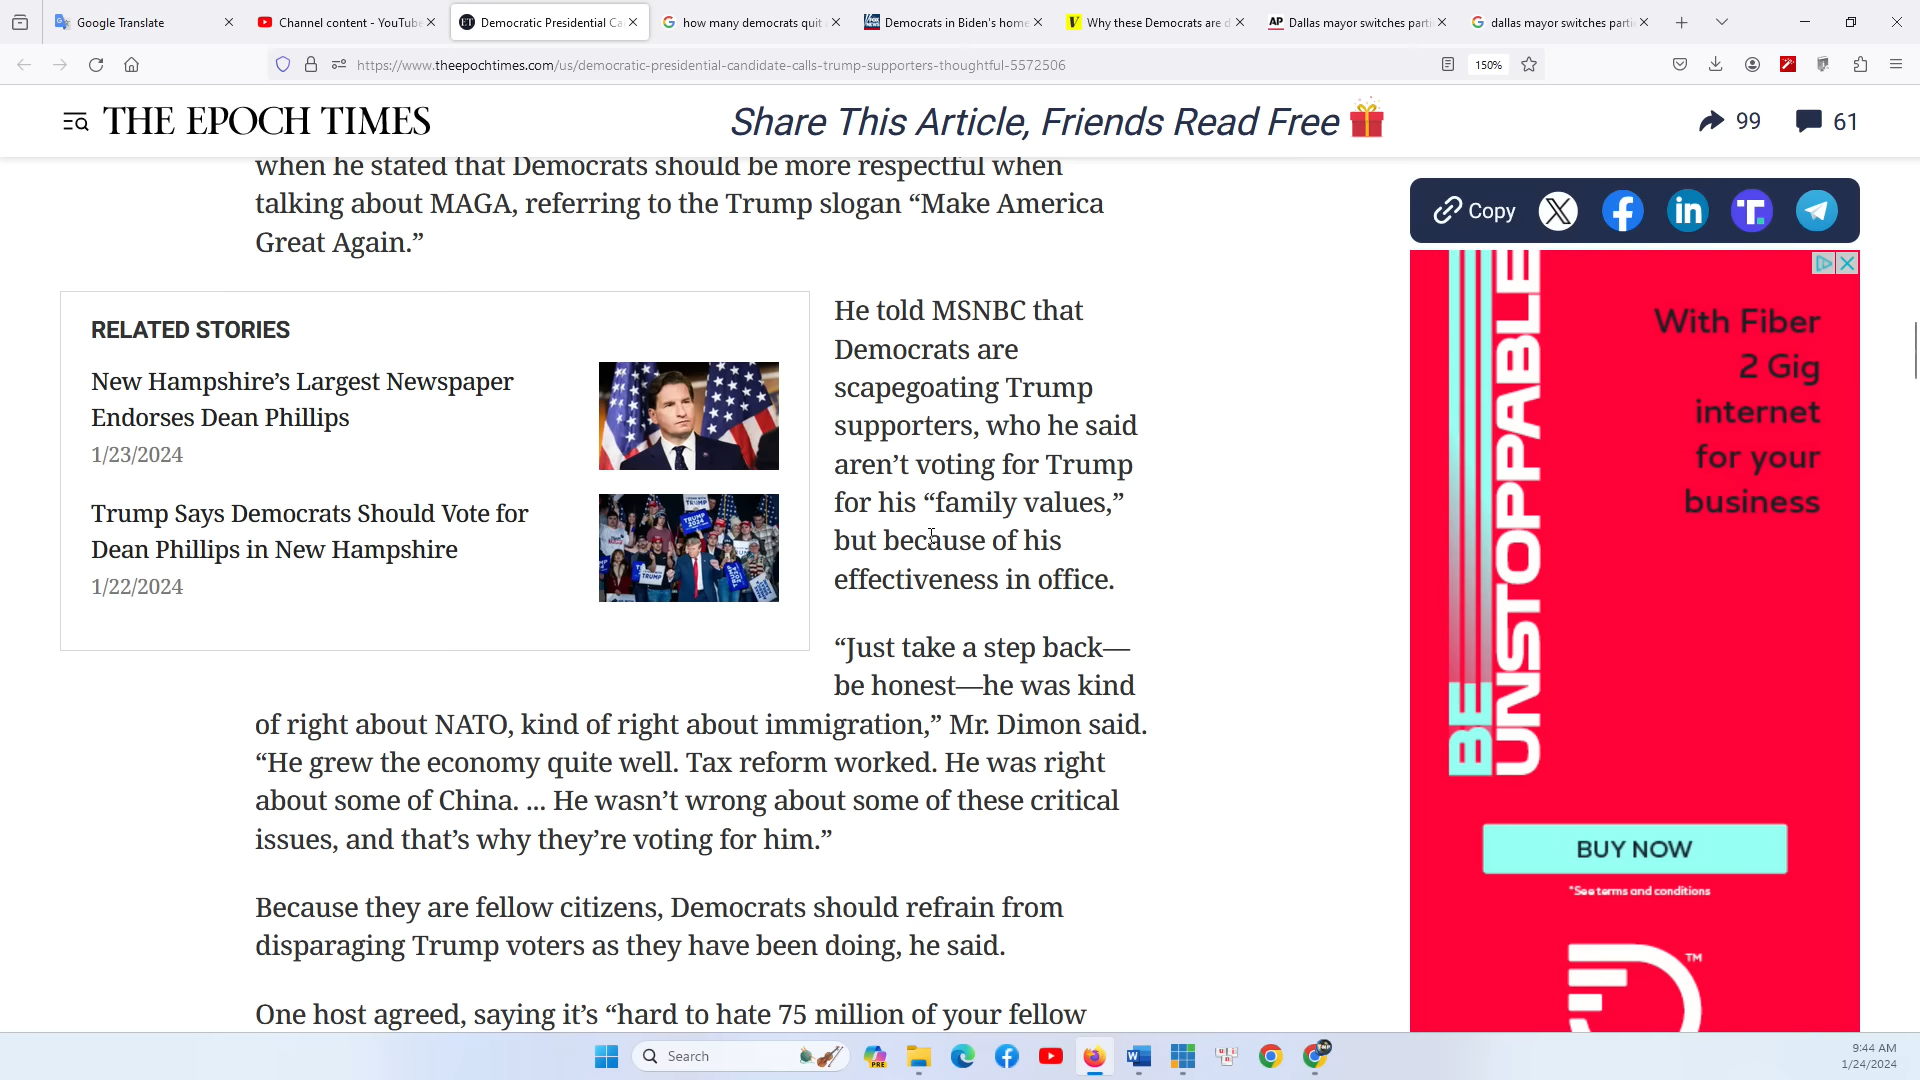 Google Translate
Channel content - YouTube
Democratic Presidential Ca
how many democrats quit
Democrats in Biden's home
Why these Democrats are d
Dallas mayor switches parti
dallas mayor switches parti
https://www.theepochtimes.com/us/democratic-presidential-candidate-calls-trump-supporters-thoughtful-5572506
150%
THE EPOCH TIMES
Share This Article, Friends Read Free
99
61
when he stated that Democrats should be more respectful when
talking about MAGA, referring to the Trump slogan “Make America
Great Again.”
RELATED STORIES
New Hampshire’s Largest Newspaper
Endorses Dean Phillips
1/23/2024
Trump Says Democrats Should Vote for
Dean Phillips in New Hampshire
1/22/2024
He told MSNBC that
Democrats are
scapegoating Trump
supporters, who he said
aren’t voting for Trump
for his “family values,”
but because of his
effectiveness in office.
“Just take a step back—
be honest—he was kind
of right about NATO, kind of right about immigration,” Mr. Dimon said.
“He grew the economy quite well. Tax reform worked. He was right
about some of China. ... He wasn’t wrong about some of these critical
issues, and that’s why they’re voting for him.”
Because they are fellow citizens, Democrats should refrain from
disparaging Trump voters as they have been doing, he said.
One host agreed, saying it’s “hard to hate 75 million of your fellow
Copy
BE UNSTOPPABLE
With Fiber
2 Gig
internet
for your
business
BUY NOW
*See terms and conditions
TM
Search
9:44 AM
1/24/2024